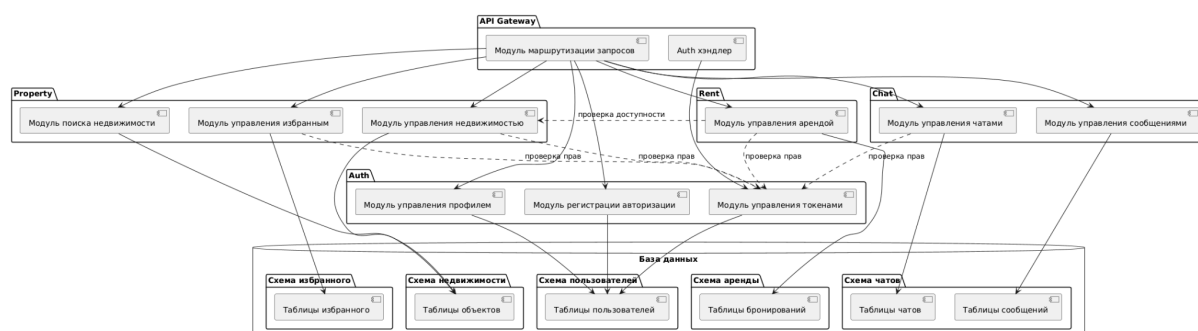 API Gateway
Модуль маршрутизации запросов
Auth хэндлер
Property
Модуль поиска недвижимости
Модуль управления избранным
Модуль управления недвижимостью
проверка доступности
Rent
Модуль управления арендой
Chat
Модуль управления чатами
Модуль управления сообщениями
проверка прав
проверка прав
проверка прав
проверка прав
Auth
Модуль управления профилем
Модуль регистрации авторизации
Модуль управления токенами
База данных
Схема избранного
Таблицы избранного
Схема недвижимости
Таблицы объектов
Схема пользователей
Таблицы пользователей
Схема аренды
Таблицы бронирований
Схема чатов
Таблицы чатов
Таблицы сообщений